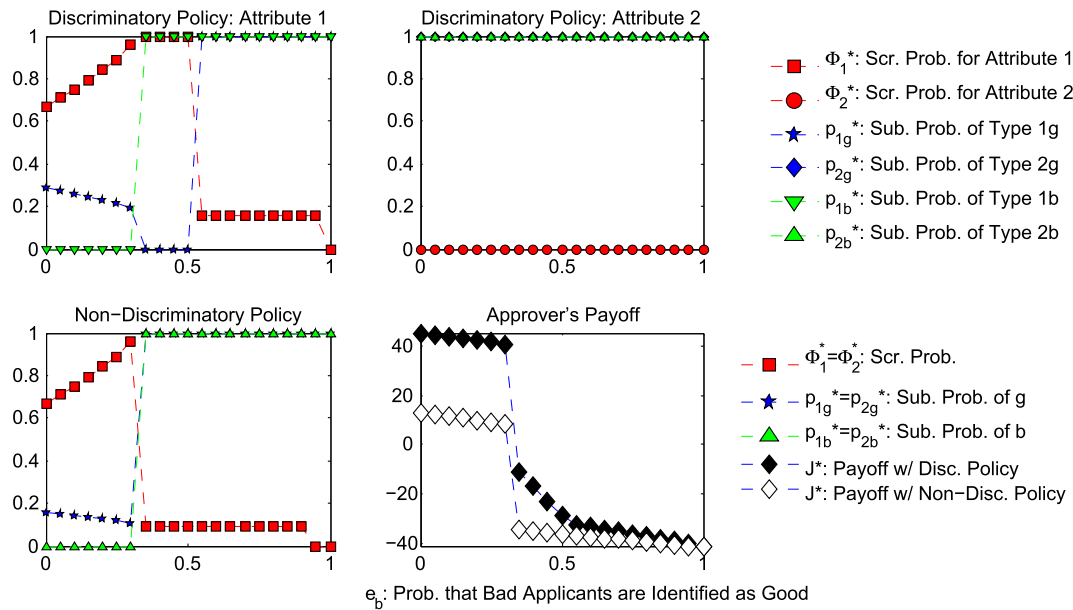 Discriminatory Policy: Attribute 1
1
0.8
0.6
0.4
0.2
0
0 0.5 1
Discriminatory Policy: Attribute 2
1
0.8
0.6
0.4
0.2
0
0 0.5 1
Φ1*: Scr. Prob. for Attribute 1
Φ2*: Scr. Prob. for Attribute 2
p1g*: Sub. Prob. of Type 1g
p2g*: Sub. Prob. of Type 2g
p1b*: Sub. Prob. of Type 1b
p2b*: Sub. Prob. of Type 2b
Non−Discriminatory Policy
1
0.8
0.6
0.4
0.2
0
0 0.5 1
Approver's Payoff
40
20
0
−20
−40
0 0.5 1
Φ1*=Φ2*: Scr. Prob.
p1g*=p2g*: Sub. Prob. of g
p1b*=p2b*: Sub. Prob. of b
J*: Payoff w/ Disc. Policy
J*: Payoff w/ Non−Disc. Policy
eb: Prob. that Bad Applicants are Identified as Good